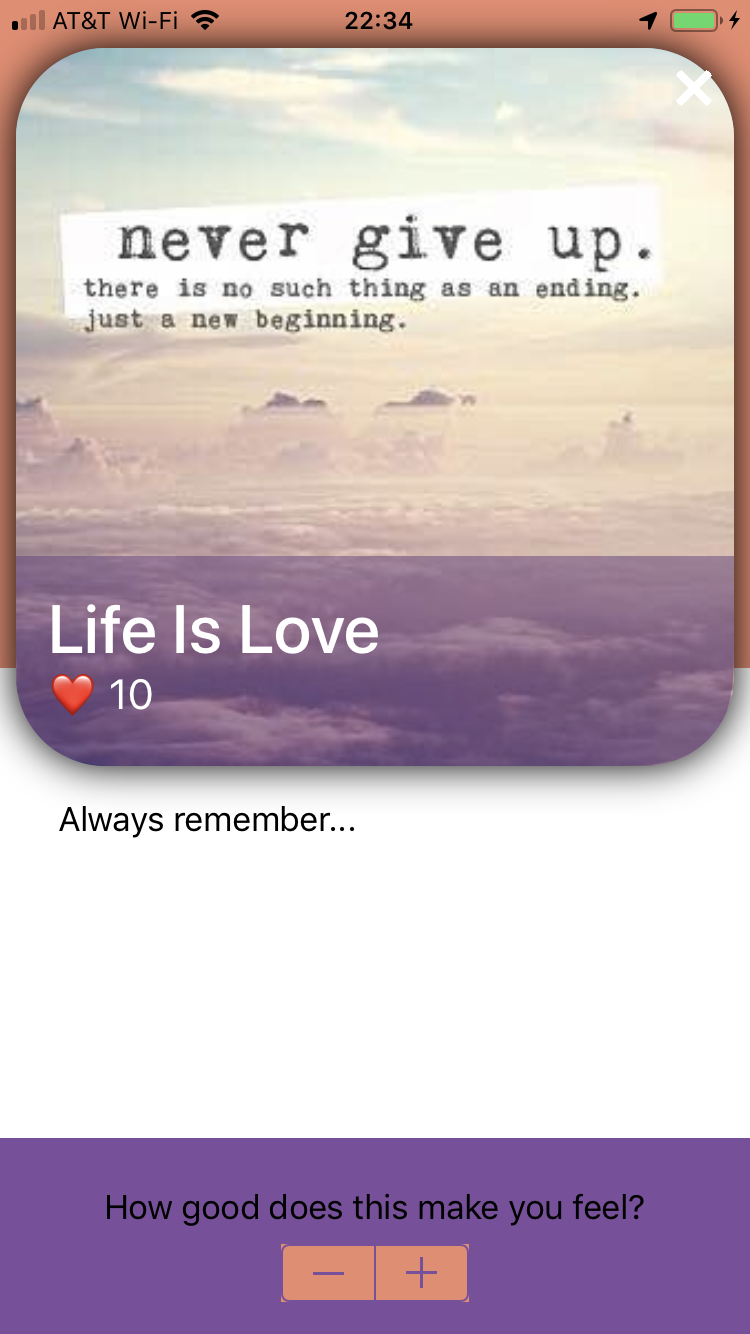 AT&T Wi-Fi 22:34
never give up.
there is no such thing as an ending.
just a new beginning.
Life Is Love
❤️ 10
Always remember...
How good does this make you feel?
− +